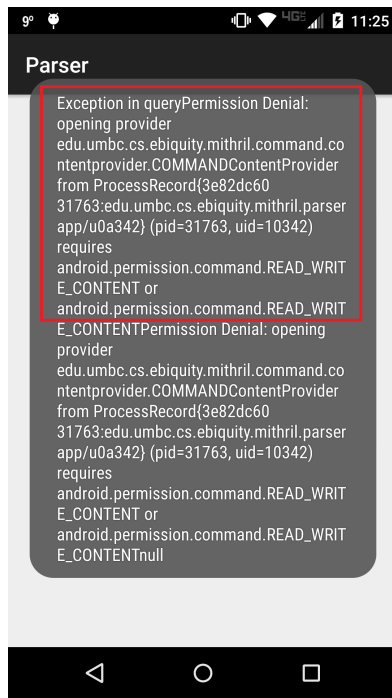 9° 4G 11:25
Parser
Exception in queryPermission Denial:
opening provider
edu.umbc.cs.ebiquity.mithril.command.co
ntentprovider.COMMANDContentProvider
from ProcessRecord{3e82dc60
31763:edu.umbc.cs.ebiquity.mithril.parser
app/u0a342} (pid=31763, uid=10342)
requires
android.permission.command.READ_WRIT
E_CONTENT or
android.permission.command.READ_WRIT
E_CONTENTPermission Denial: opening
provider
edu.umbc.cs.ebiquity.mithril.command.co
ntentprovider.COMMANDContentProvider
from ProcessRecord{3e82dc60
31763:edu.umbc.cs.ebiquity.mithril.parser
app/u0a342} (pid=31763, uid=10342)
requires
android.permission.command.READ_WRIT
E_CONTENT or
android.permission.command.READ_WRIT
E_CONTENTnull